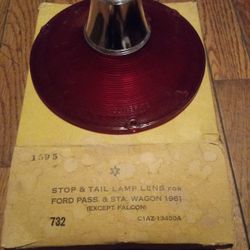 1595
STOP & TAIL LAMP LENS FOR
FORD PASS. & STA. WAGON 1961
(EXCEPT FALCON)
732 C1AZ-13450A